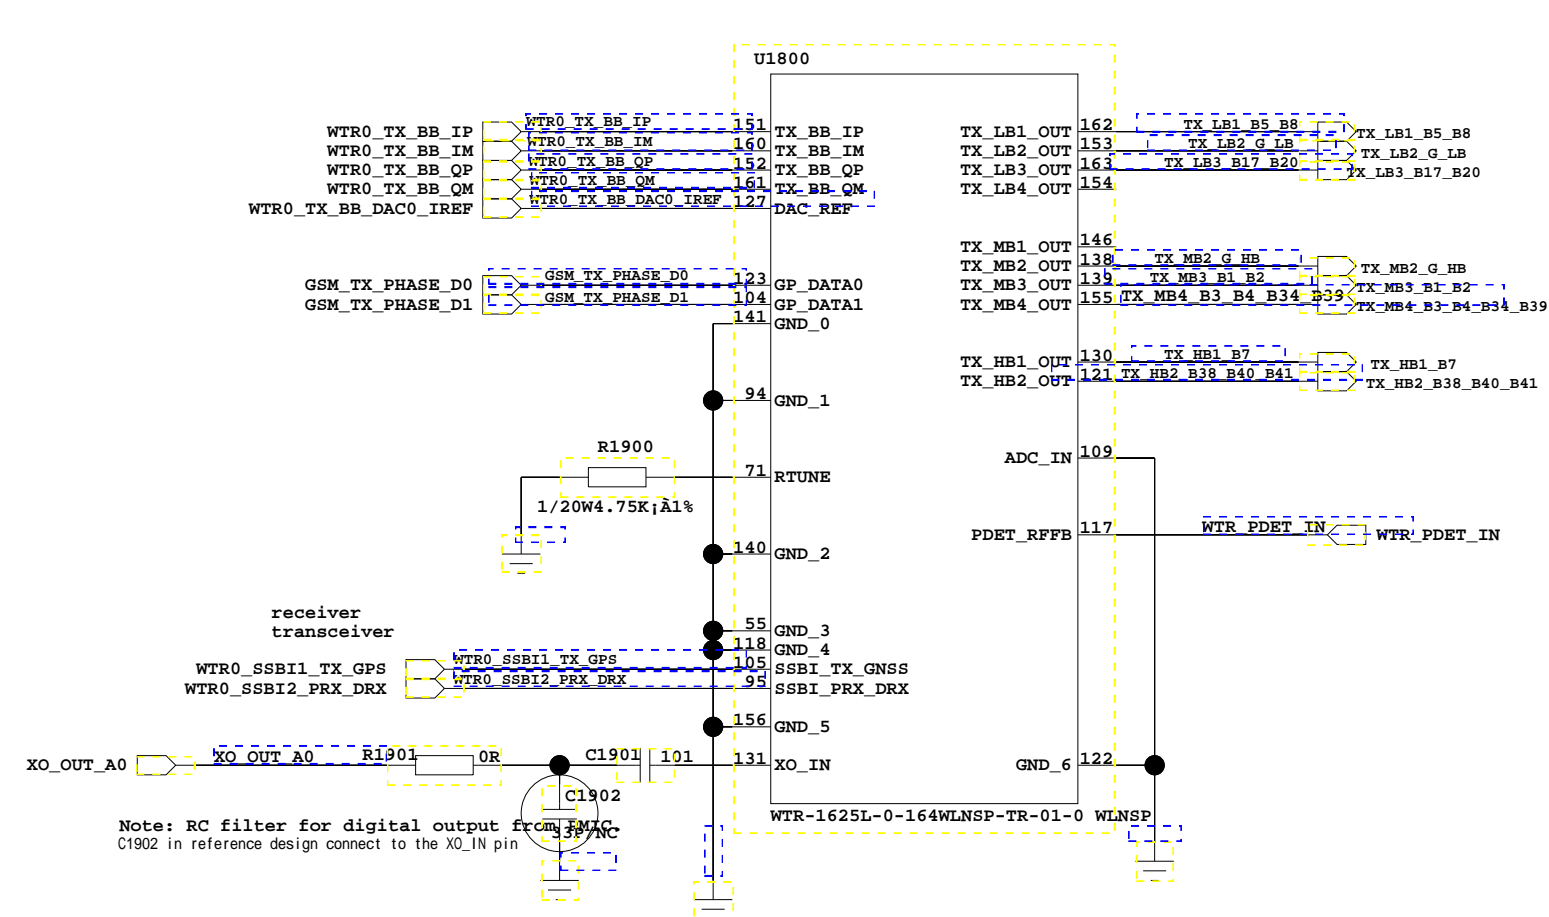 U1800
WTR0_TX_BB_IP WTR0_TX_BB_IP 151 TX_BB_IP TX_LB1_OUT 162 TX_LB1_B5_B8 TX_LB1_B5_B8
WTR0_TX_BB_IM WTR0_TX_BB_IM 160 TX_BB_IM TX_LB2_OUT 153 TX_LB2_G_LB TX_LB2_G_LB
WTR0_TX_BB_QP WTR0_TX_BB_QP 152 TX_BB_QP TX_LB3_OUT 163 TX_LB3_B17_B20 TX_LB3_B17_B20
WTR0_TX_BB_QM WTR0_TX_BB_QM 161 TX_BB_QM TX_LB4_OUT 154
WTR0_TX_BB_DAC0_IREF WTR0_TX_BB_DAC0_IREF 127 DAC_REF
TX_MB1_OUT 146
TX_MB2_OUT 138 TX_MB2_G_HB TX_MB2_G_HB
GSM_TX_PHASE_D0 GSM_TX_PHASE_D0 123 GP_DATA0 TX_MB3_OUT 139 TX_MB3_B1_B2 TX_MB3_B1_B2
GSM_TX_PHASE_D1 GSM_TX_PHASE_D1 104 GP_DATA1 TX_MB4_OUT 155 TX_MB4_B3_B4_B34_B39 TX_MB4_B3_B4_B34_B39
141 GND_0
TX_HB1_OUT 130 TX_HB1_B7 TX_HB1_B7
TX_HB2_OUT 121 TX_HB2_B38_B40_B41 TX_HB2_B38_B40_B41
94 GND_1
R1900
ADC_IN 109
71 RTUNE
1/20W4.75K¡À1%
PDET_RFFB 117 WTR_PDET_IN WTR_PDET_IN
140 GND_2
receiver
transceiver
55 GND_3
118 GND_4
WTR0_SSBI1_TX_GPS WTR0_SSBI1_TX_GPS 105 SSBI_TX_GNSS
WTR0_SSBI2_PRX_DRX WTR0_SSBI2_PRX_DRX 95 SSBI_PRX_DRX
156 GND_5
XO_OUT_A0 XO_OUT_A0 R1901 0R C1901 101 131 XO_IN GND_6 122
C1902
33P/NC
WTR-1625L-0-164WLNSP-TR-01-0 WLNSP
Note: RC filter for digital output from PMIC.
C1902 in reference design connect to the XO_IN pin